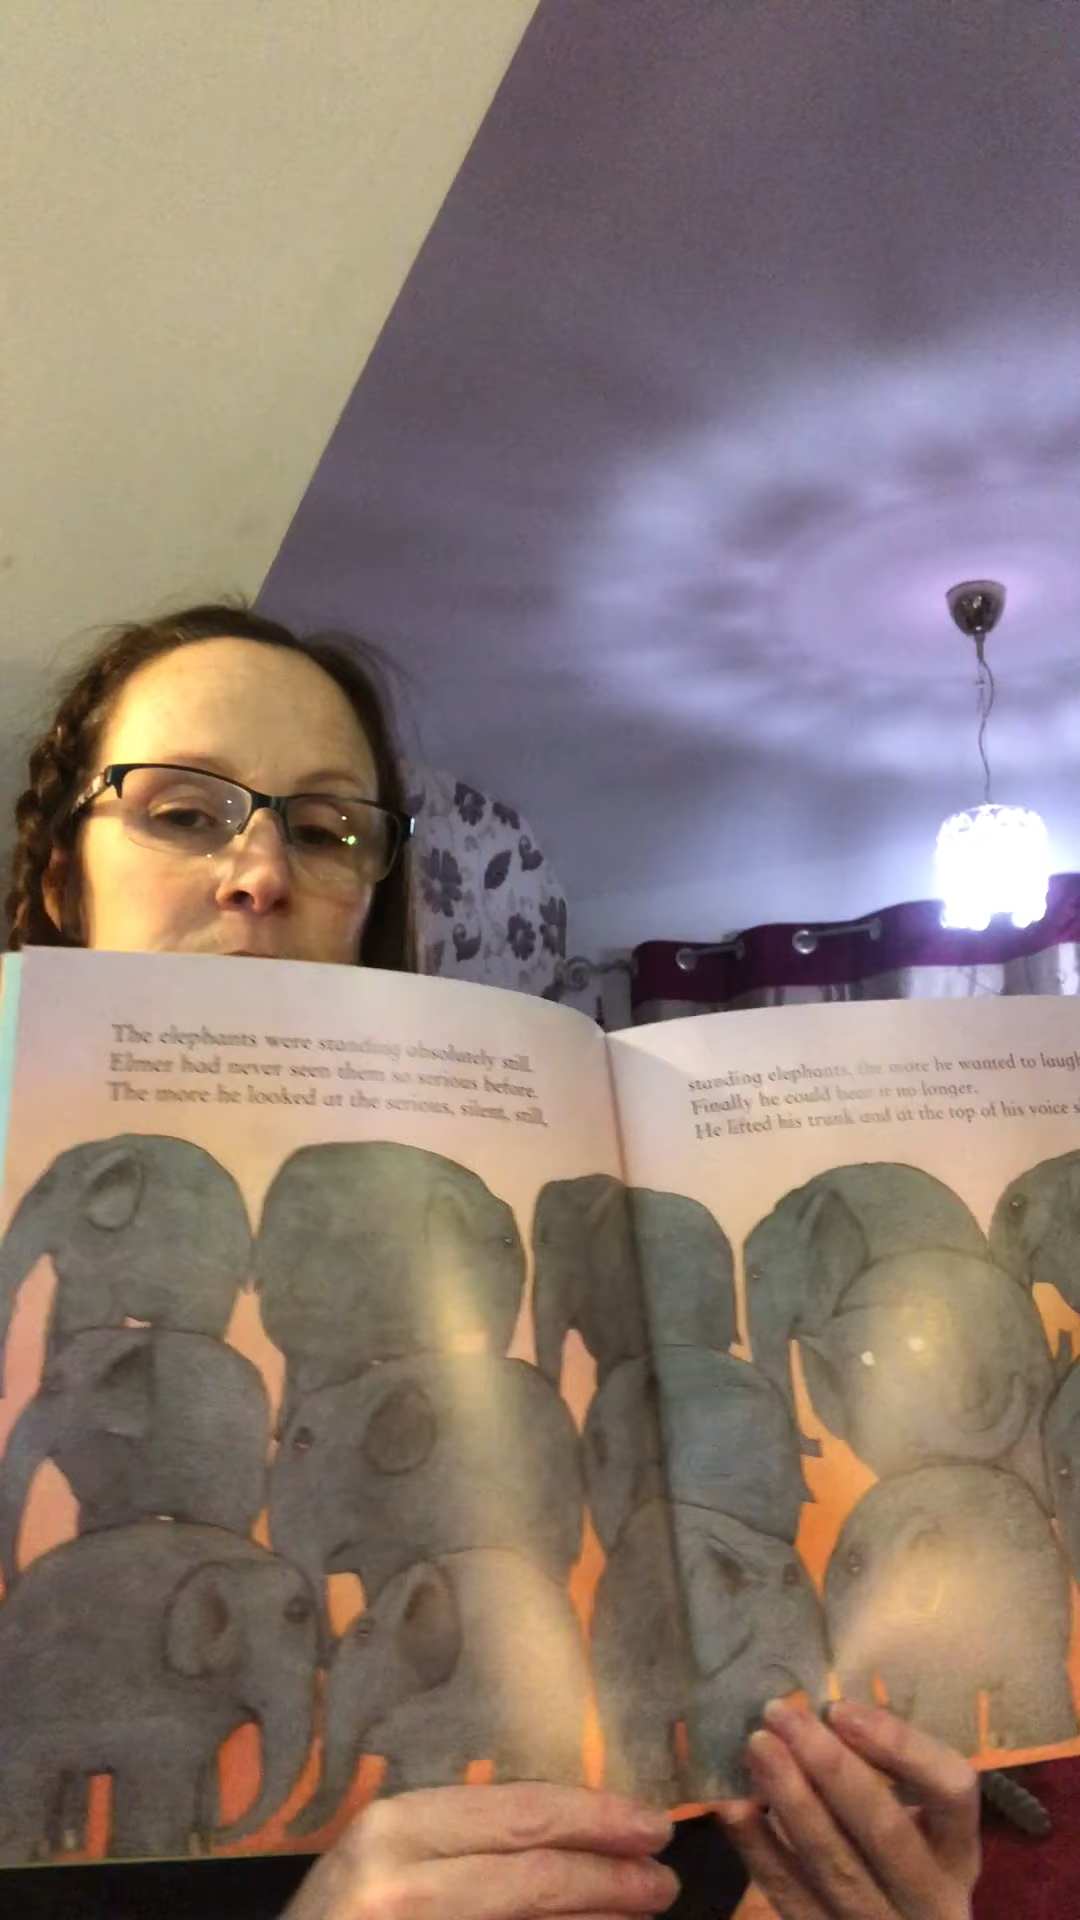 The elephants were standing absolutely still.
Elmer had never seen them so serious before.
The more he looked at the serious, silent, still,
standing elephants, the more he wanted to laugh
Finally he could bear it no longer.
He lifted his trunk and at the top of his voice